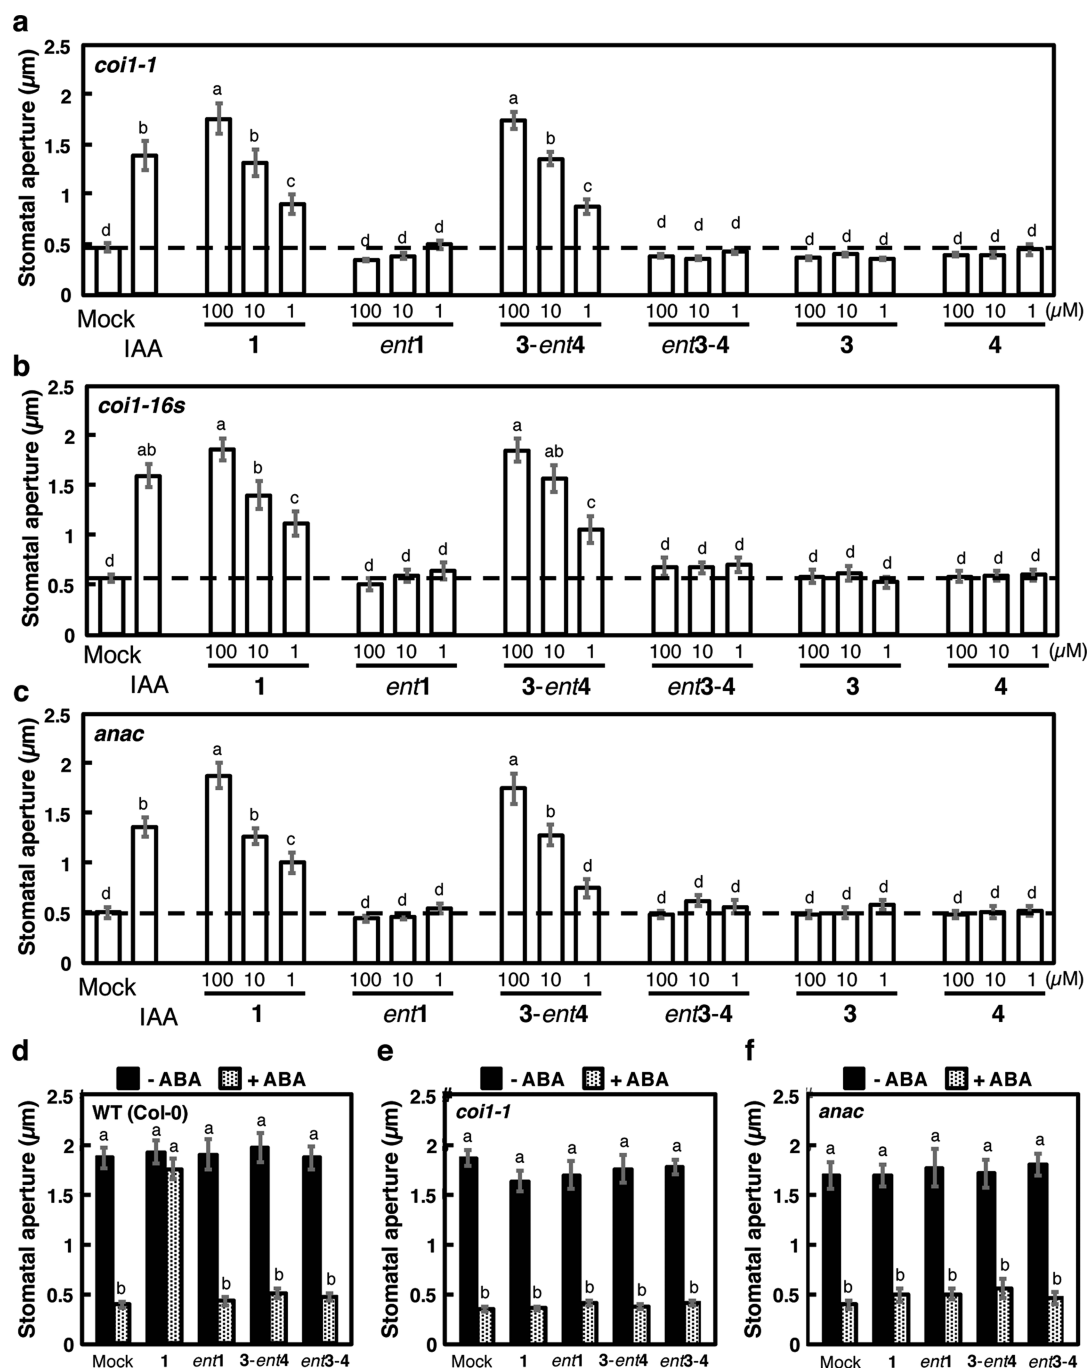 a
Stomatal aperture (µm)
2.5
2
1.5
1
0.5
0
coi1-1
d b a b c d d d a b c d d d d d d d d d
100 10 1 100 10 1 100 10 1 100 10 1 100 10 1 100 10 1 (µM)
Mock
IAA 1 ent1 3-ent4 ent3-4 3 4
b
Stomatal aperture (µm)
2.5
2
1.5
1
0.5
0
coi1-16s
d ab a b c d d d a ab c d d d d d d d d d
100 10 1 100 10 1 100 10 1 100 10 1 100 10 1 100 10 1 (µM)
Mock
IAA 1 ent1 3-ent4 ent3-4 3 4
c
Stomatal aperture (µm)
2.5
2
1.5
1
0.5
0
anac
d b a b c d d d a b d d d d d d d d d d
100 10 1 100 10 1 100 10 1 100 10 1 100 10 1 100 10 1 (µM)
Mock
IAA 1 ent1 3-ent4 ent3-4 3 4
d
- ABA + ABA
Stomatal aperture (µm)
2.5
2
1.5
1
0.5
0
WT (Col-0)
a b a a a b a b a b
Mock 1 ent1 3-ent4 ent3-4
e
- ABA + ABA
Stomatal aperture (µm)
2.5
2
1.5
1
0.5
0
coi1-1
a b a b a b a b a b
Mock 1 ent1 3-ent4 ent3-4
f
- ABA + ABA
Stomatal aperture (µm)
2.5
2
1.5
1
0.5
0
anac
a b a b a b a b a b
Mock 1 ent1 3-ent4 ent3-4